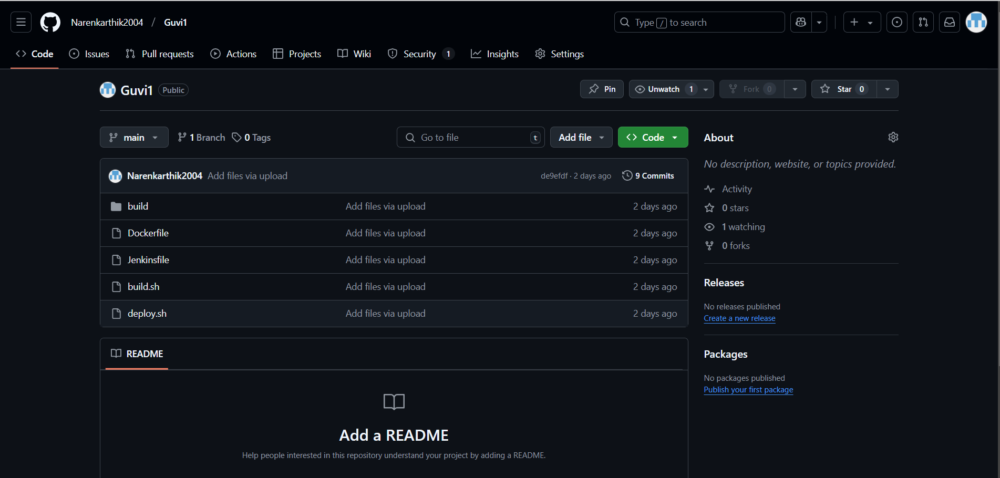 Narenkarthik2004 / Guvi1
Type / to search
Code
Issues
Pull requests
Actions
Projects
Wiki
Security 1
Insights
Settings
Guvi1 Public
Pin
Unwatch 1
Fork 0
Star 0
main
1 Branch
0 Tags
Go to file t
Add file
Code
Narenkarthik2004 Add files via upload de9efdf · 2 days ago 9 Commits
build Add files via upload 2 days ago
Dockerfile Add files via upload 2 days ago
Jenkinsfile Add files via upload 2 days ago
build.sh Add files via upload 2 days ago
deploy.sh Add files via upload 2 days ago
README
Add a README
Help people interested in this repository understand your project by adding a README.
About
No description, website, or topics provided.
Activity
0 stars
1 watching
0 forks
Releases
No releases published
Create a new release
Packages
No packages published
Publish your first package